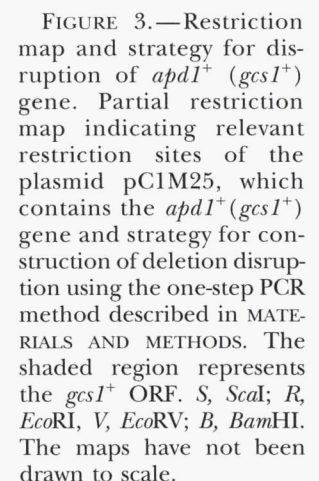 FIGURE 3.—Restriction
map and strategy for dis-
ruption of apd1⁺ (gcs1⁺)
gene. Partial restriction
map indicating relevant
restriction sites of the
plasmid pC1M25, which
contains the apd1⁺(gcs1⁺)
gene and strategy for con-
struction of deletion disrup-
tion using the one-step PCR
method described in MATE-
RIALS AND METHODS. The
shaded region represents
the gcs1⁺ ORF. S, ScaI; R,
EcoRI, V, EcoRV; B, BamHI.
The maps have not been
drawn to scale.